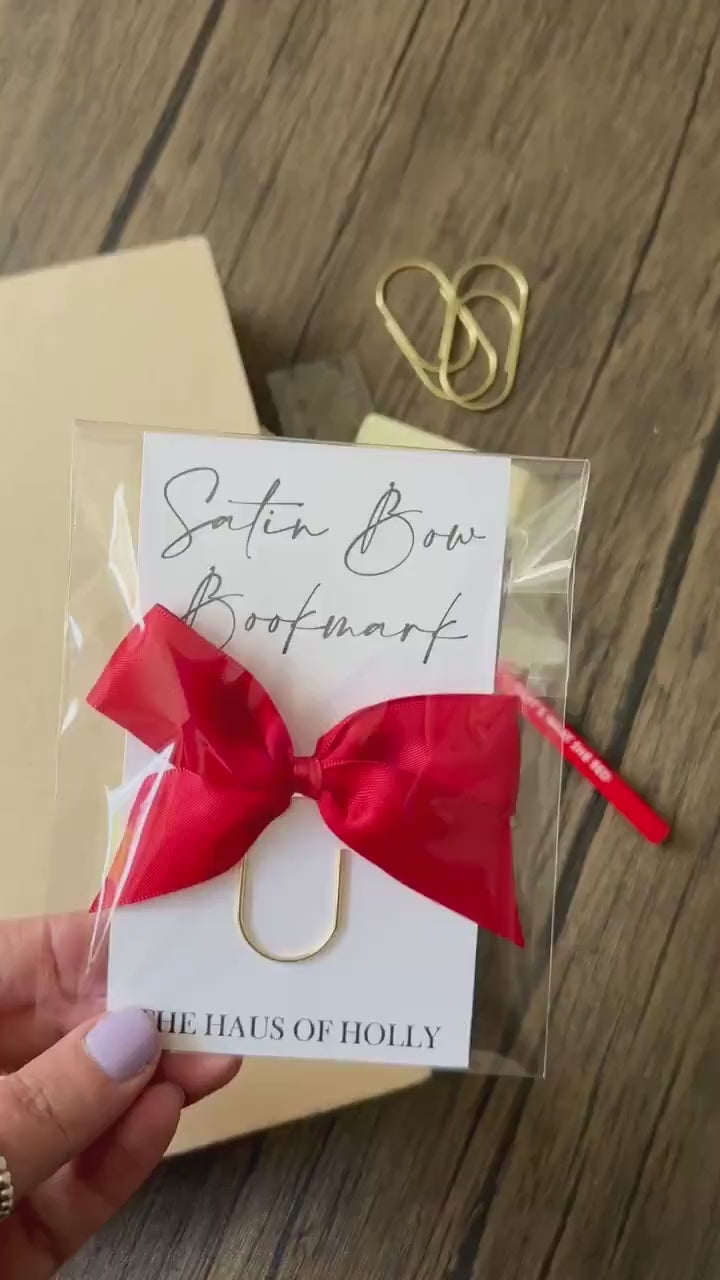 Satin Bow
Bookmark
THE HAUS OF HOLLY